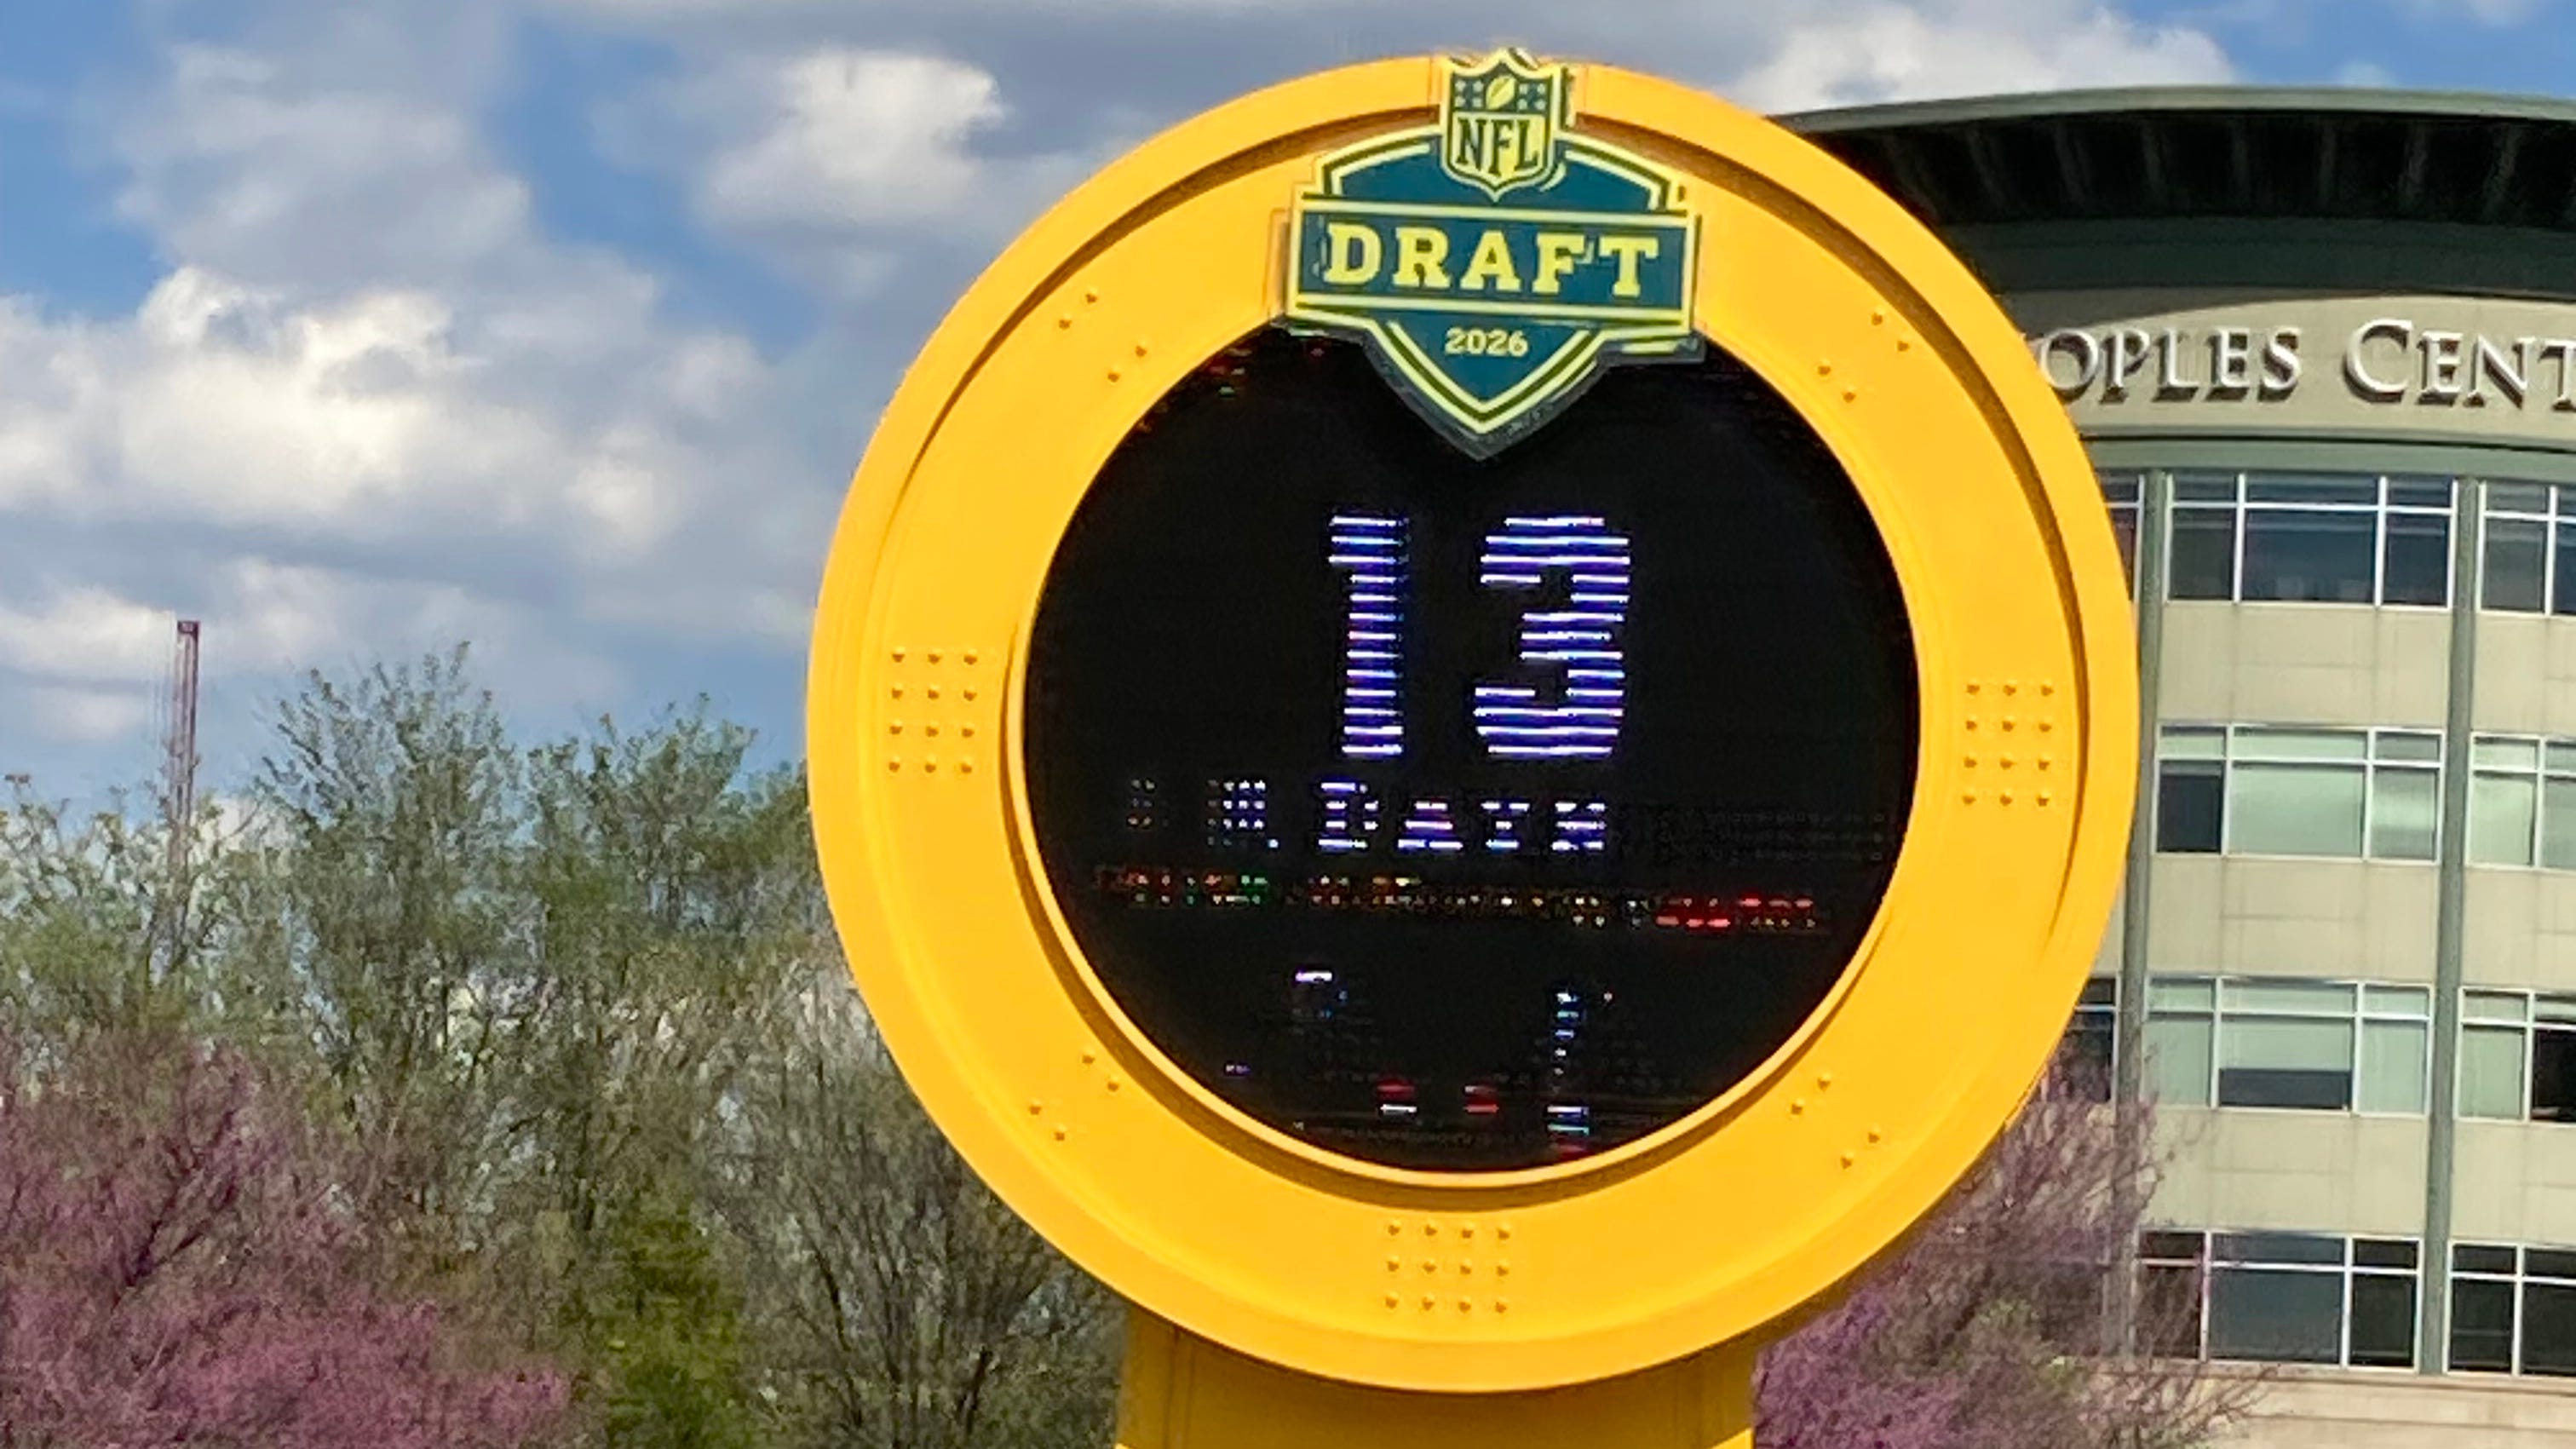 NFL
DRAFT
2026
OPLES CENT
13
DAYS